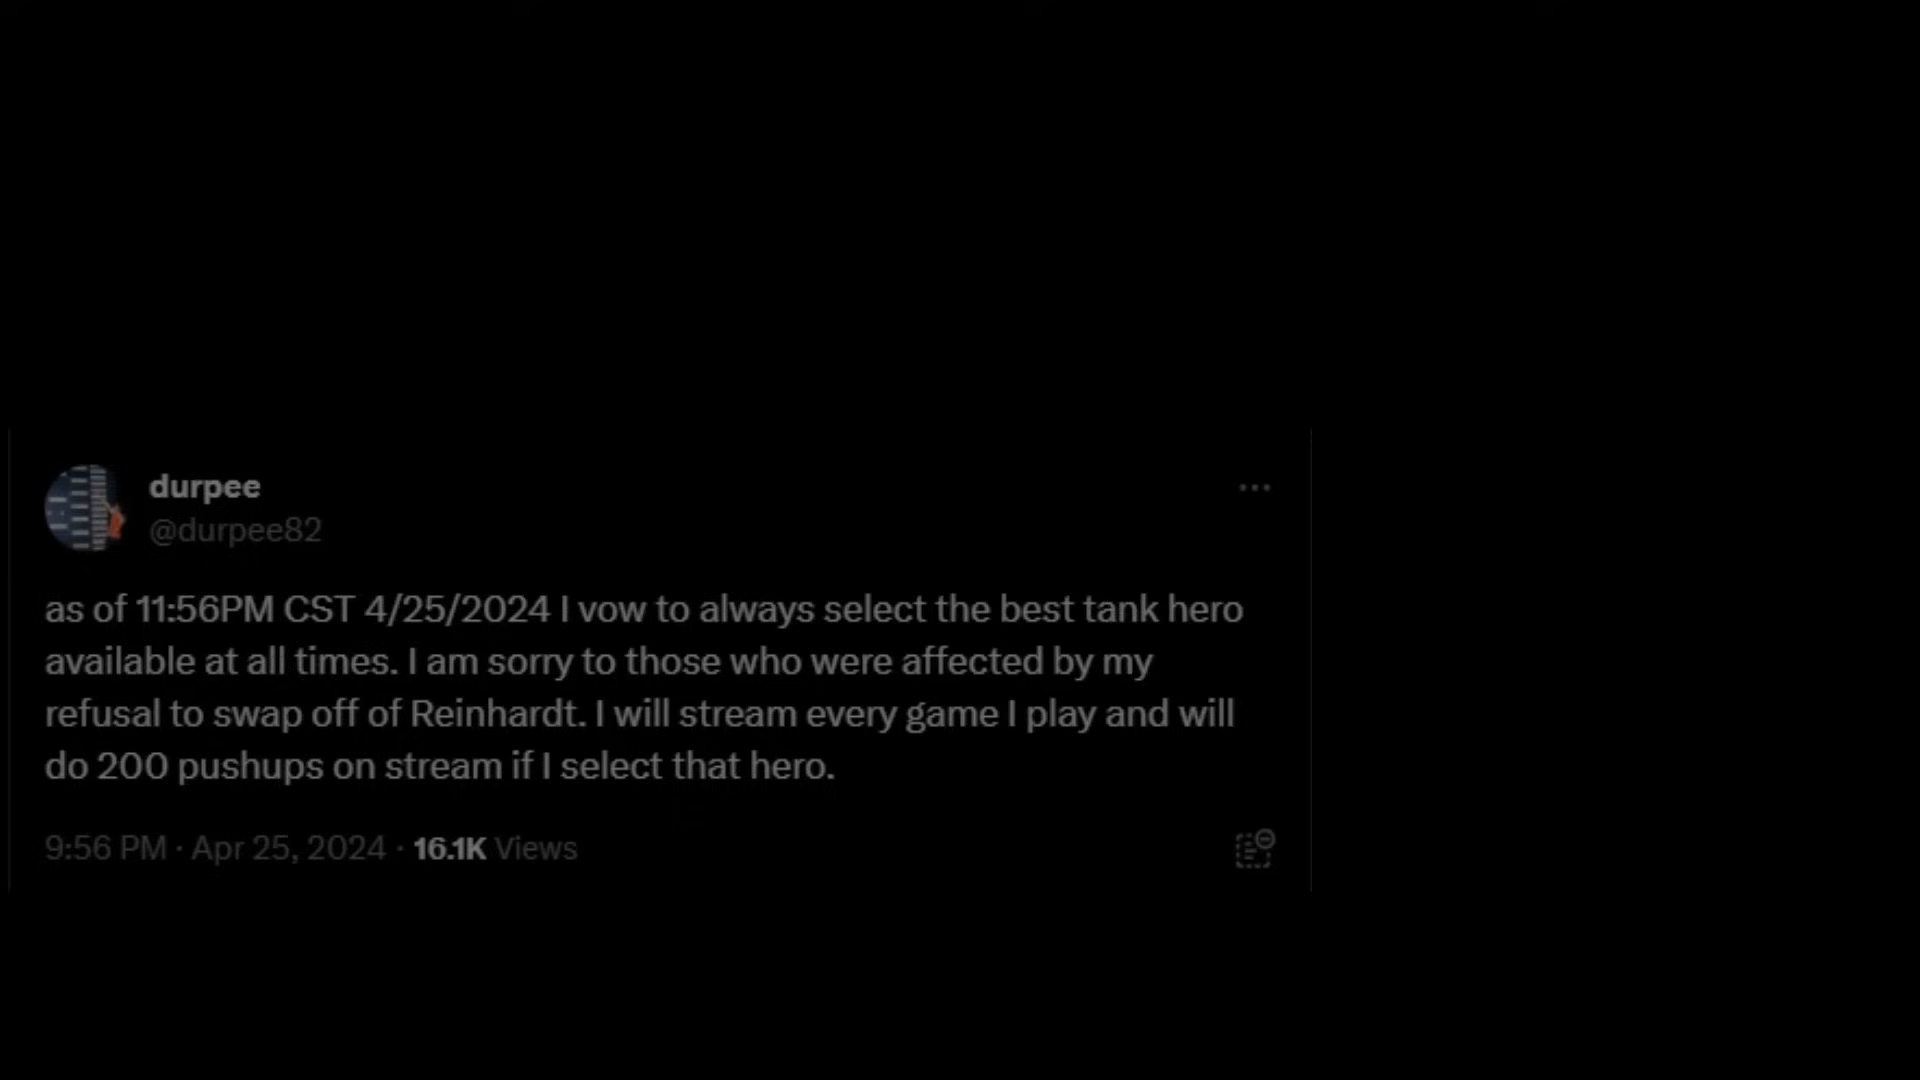 durpee
@durpee82
as of 11:56PM CST 4/25/2024 I vow to always select the best tank hero
available at all times. I am sorry to those who were affected by my
refusal to swap off of Reinhardt. I will stream every game I play and will
do 200 pushups on stream if I select that hero.
9:56 PM · Apr 25, 2024 · 16.1K Views